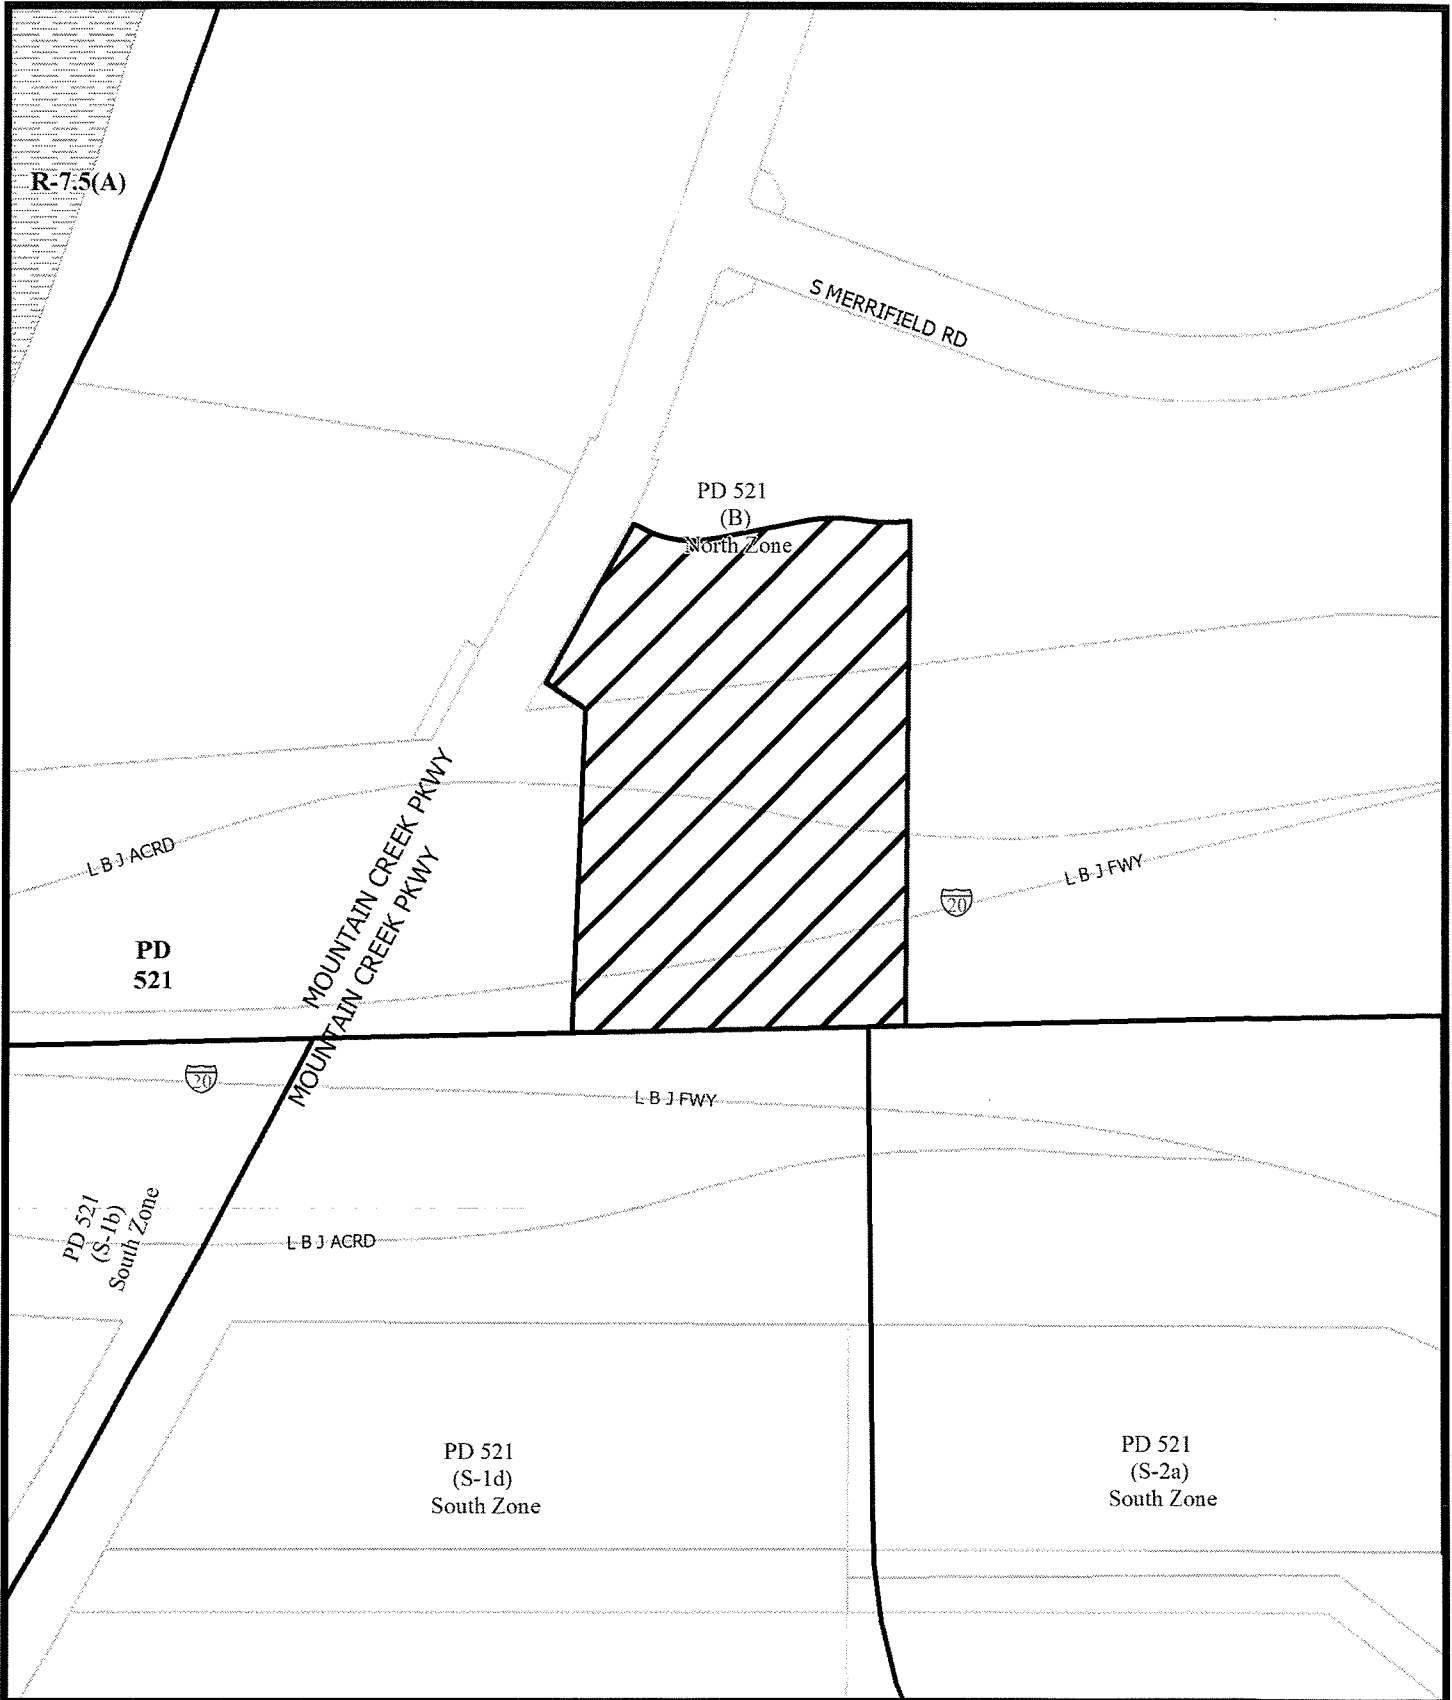 R-7.5(A)
S MERRIFIELD RD
PD 521
(B)
North Zone
MOUNTAIN CREEK PKWY
MOUNTAIN CREEK PKWY
L B J ACRD
L B J FWY
20
PD
521
20
L B J FWY
PD 521
(S-1b)
South Zone
L B J ACRD
PD 521
(S-1d)
South Zone
PD 521
(S-2a)
South Zone